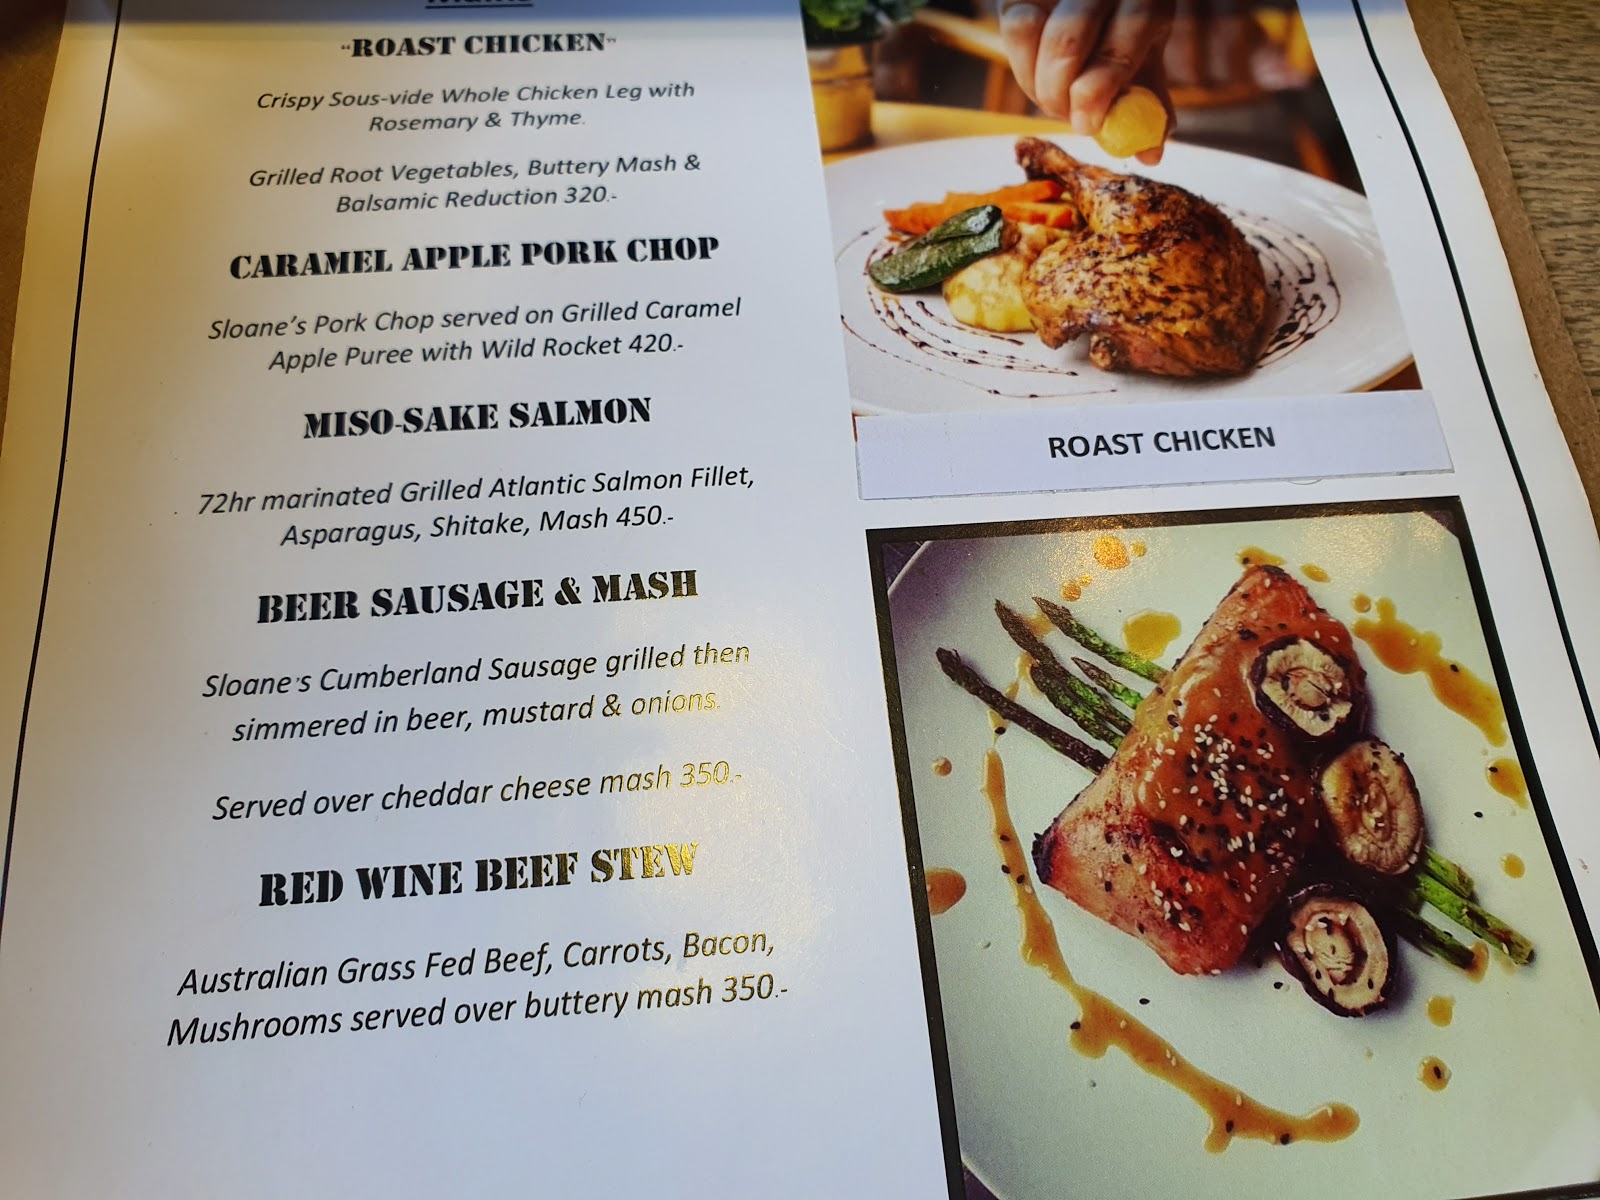 "ROAST CHICKEN"
Crispy Sous-vide Whole Chicken Leg with
Rosemary & Thyme.
Grilled Root Vegetables, Buttery Mash &
Balsamic Reduction 320.-
CARAMEL APPLE PORK CHOP
Sloane's Pork Chop served on Grilled Caramel
Apple Puree with Wild Rocket 420.-
MISO-SAKE SALMON
72hr marinated Grilled Atlantic Salmon Fillet,
Asparagus, Shitake, Mash 450.-
BEER SAUSAGE & MASH
Sloane's Cumberland Sausage grilled then
simmered in beer, mustard & onions.
Served over cheddar cheese mash 350.-
RED WINE BEEF STEW
Australian Grass Fed Beef, Carrots, Bacon,
Mushrooms served over buttery mash 350.-
ROAST CHICKEN